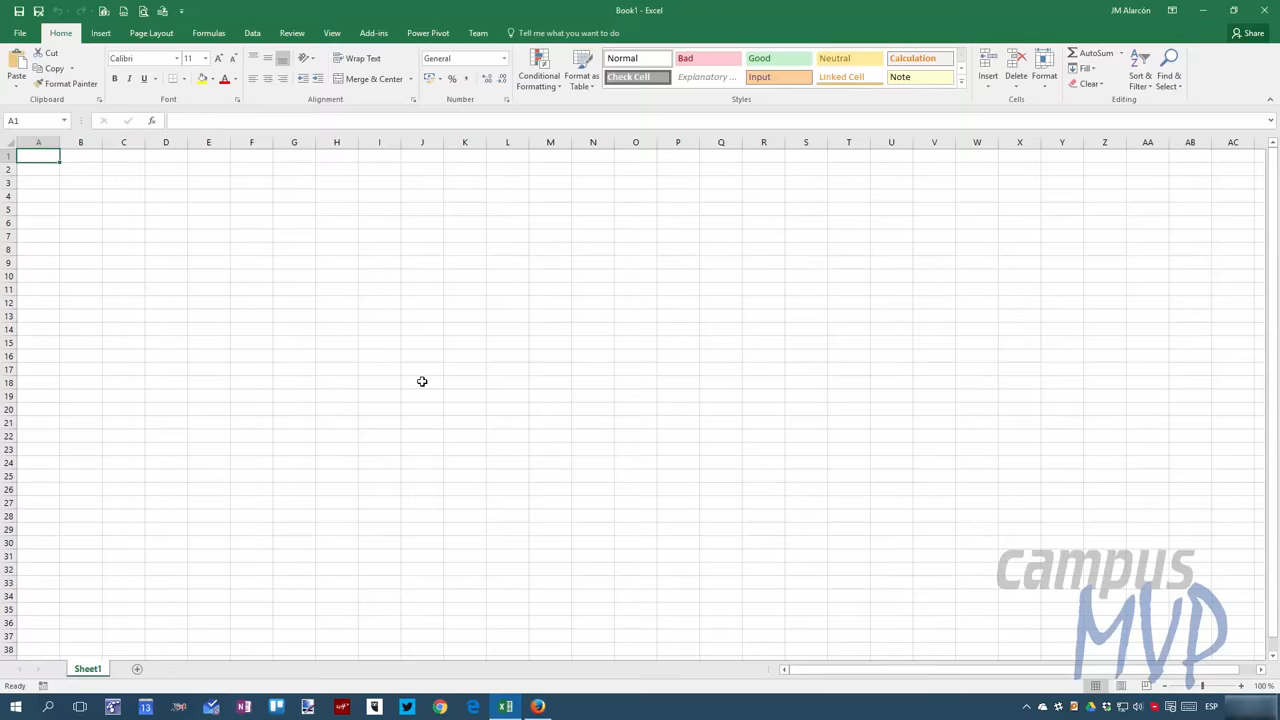 Book1 - Excel
JM Alarcón
File Home Insert Page Layout Formulas Data Review View Add-ins Power Pivot Team Tell me what you want to do Share
Paste
Cut
Copy
Format Painter
Clipboard
Calibri 11
B I U
Font
Wrap Text
Merge & Center
Alignment
General
% ,
Number
Conditional Formatting
Format as Table
Normal Bad Good Neutral Calculation
Check Cell Explanatory ... Input Linked Cell Note
Styles
Insert Delete Format
Cells
AutoSum
Fill
Clear
Sort & Filter
Find & Select
Editing
A1 fx
A B C D E F G H I J K L M N O P Q R S T U V W X Y Z AA AB AC
1
2
3
4
5
6
7
8
9
10
11
12
13
14
15
16
17
18
19
20
21
22
23
24
25
26
27
28
29
30
31
32
33
34
35
36
37
38
campus
MVP
Sheet1
Ready
100 %
ESP